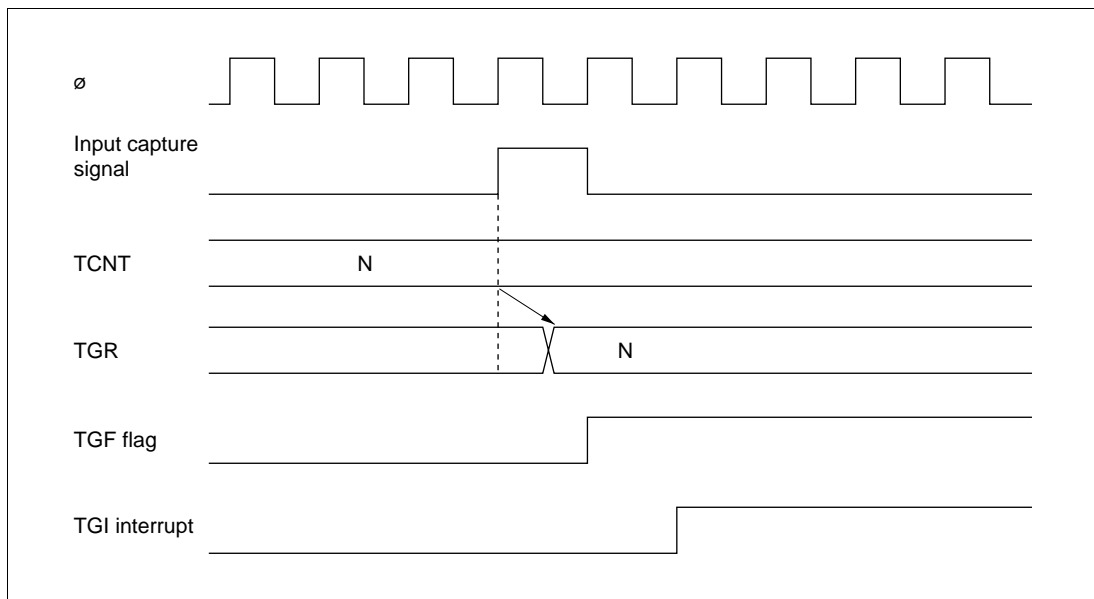 ø
Input capture
signal
TCNT
N
TGR
N
TGF flag
TGI interrupt